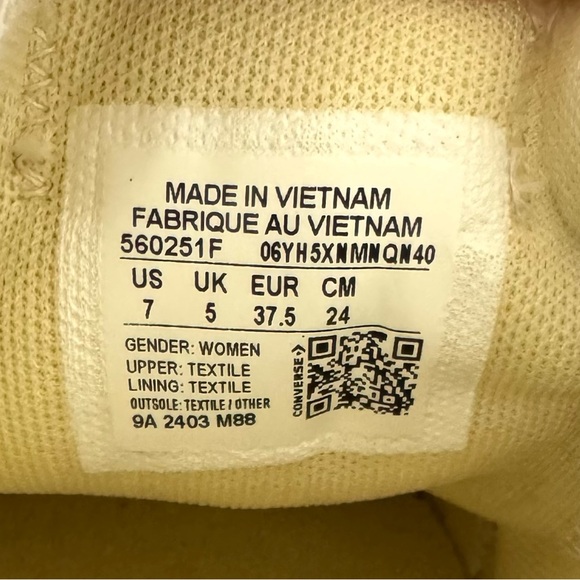 MADE IN VIETNAM
FABRIQUE AU VIETNAM
560251F 06YH5XNMNQN40
US UK EUR CM
7 5 37.5 24
GENDER: WOMEN
UPPER: TEXTILE
LINING: TEXTILE
OUTSOLE: TEXTILE / OTHER
9A 2403 M88
CONVERSE